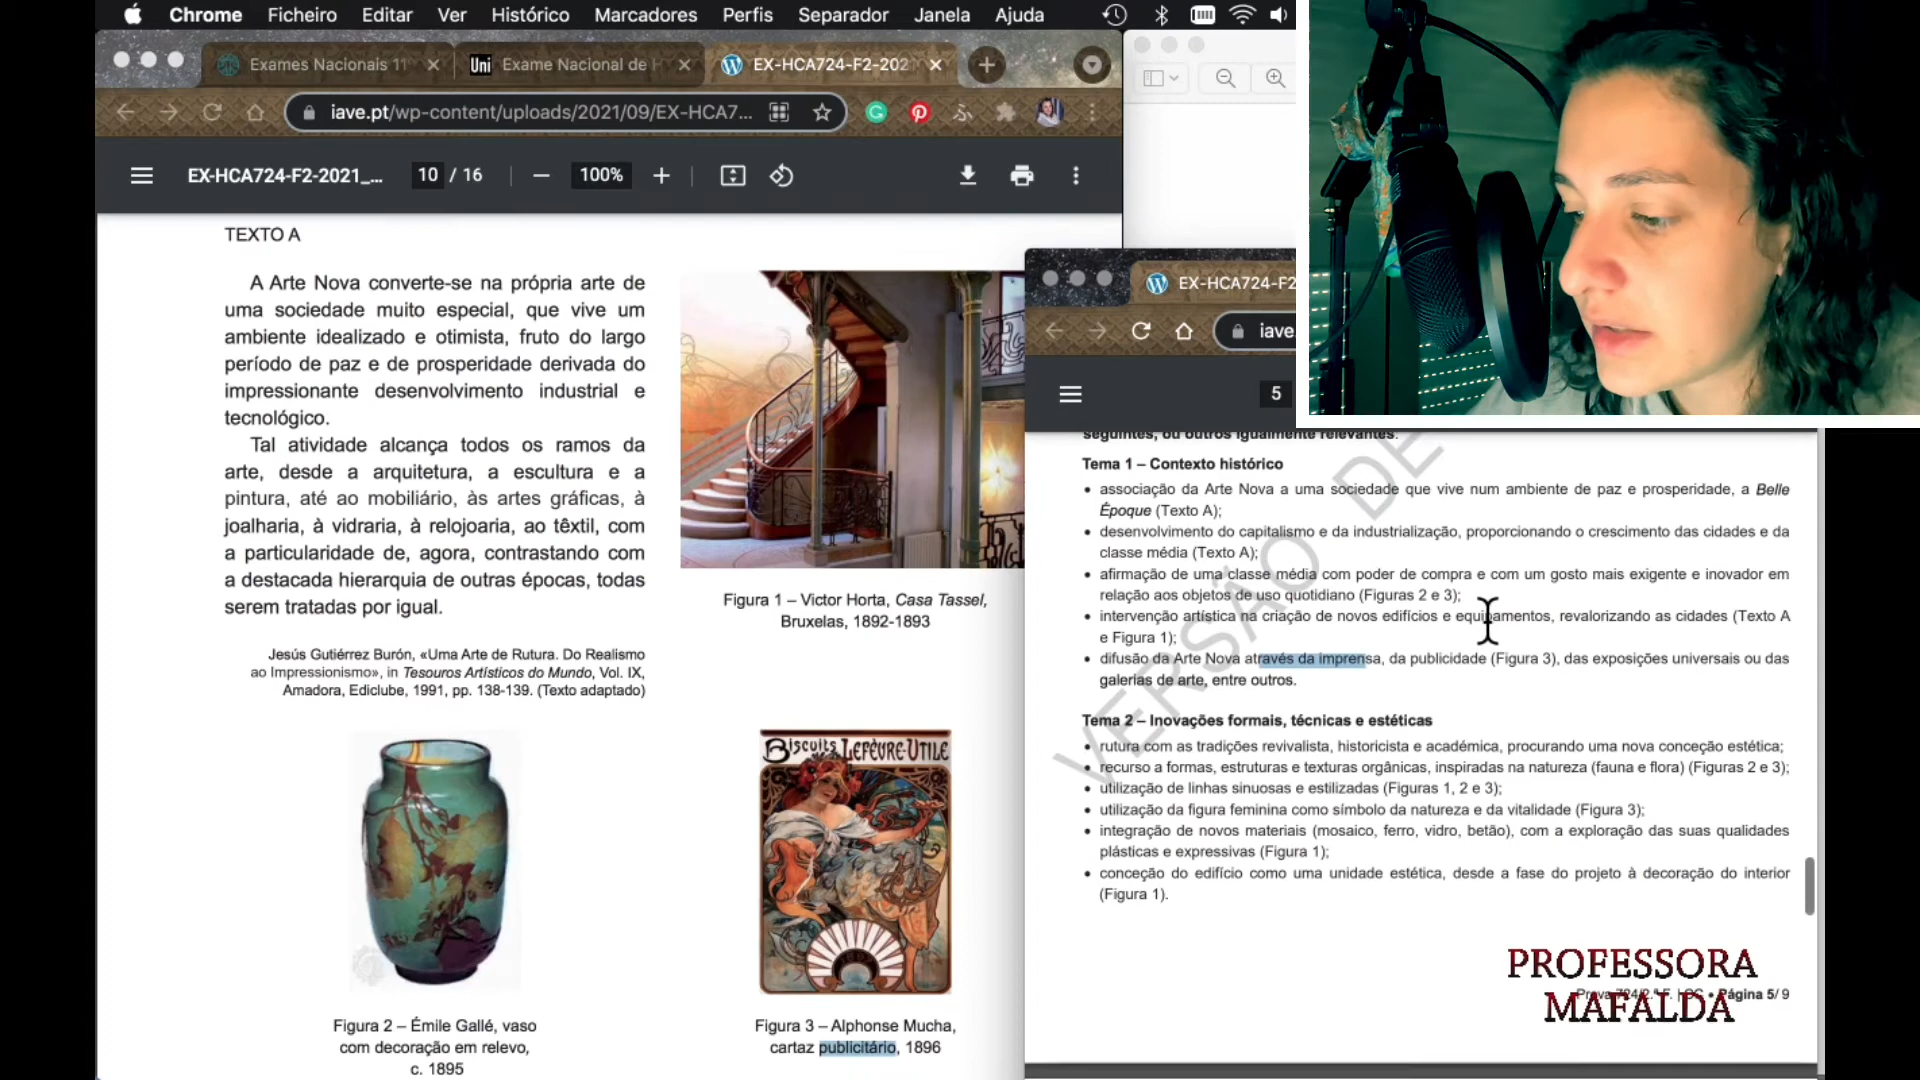 Chrome Ficheiro Editar Ver Histórico Marcadores Perfis Separador Janela Ajuda
Exames Nacionais 11
Uni Exame Nacional de H
EX-HCA724-F2-202
iave.pt/wp-content/uploads/2021/09/EX-HCA7...
EX-HCA724-F2-2021_... 10 / 16 100%
TEXTO A
A Arte Nova converte-se na própria arte de
uma sociedade muito especial, que vive um
ambiente idealizado e otimista, fruto do largo
período de paz e de prosperidade derivada do
impressionante desenvolvimento industrial e
tecnológico.
Tal atividade alcança todos os ramos da
arte, desde a arquitetura, a escultura e a
pintura, até ao mobiliário, às artes gráficas, à
joalharia, à vidraria, à relojoaria, ao têxtil, com
a particularidade de, agora, contrastando com
a destacada hierarquia de outras épocas, todas
serem tratadas por igual.
Jesús Gutiérrez Burón, «Uma Arte de Rutura. Do Realismo
ao Impressionismo», in Tesouros Artísticos do Mundo, Vol. IX,
Amadora, Ediclube, 1991, pp. 138-139. (Texto adaptado)
Figura 1 – Victor Horta, Casa Tassel,
Bruxelas, 1892-1893
BISCUITS LEFÈVRE-UTILE
Figura 2 – Émile Gallé, vaso
com decoração em relevo,
c. 1895
Figura 3 – Alphonse Mucha,
cartaz publicitário, 1896
EX-HCA724-F2
iave.
5
seguintes, ou outros igualmente relevantes.
Tema 1 – Contexto histórico
• associação da Arte Nova a uma sociedade que vive num ambiente de paz e prosperidade, a Belle
Époque (Texto A);
• desenvolvimento do capitalismo e da industrialização, proporcionando o crescimento das cidades e da
classe média (Texto A);
• afirmação de uma classe média com poder de compra e com um gosto mais exigente e inovador em
relação aos objetos de uso quotidiano (Figuras 2 e 3);
• intervenção artística na criação de novos edifícios e equipamentos, revalorizando as cidades (Texto A
e Figura 1);
• difusão da Arte Nova através da imprensa, da publicidade (Figura 3), das exposições universais ou das
galerias de arte, entre outros.
Tema 2 – Inovações formais, técnicas e estéticas
• rutura com as tradições revivalista, historicista e académica, procurando uma nova conceção estética;
• recurso a formas, estruturas e texturas orgânicas, inspiradas na natureza (fauna e flora) (Figuras 2 e 3);
• utilização de linhas sinuosas e estilizadas (Figuras 1, 2 e 3);
• utilização da figura feminina como símbolo da natureza e da vitalidade (Figura 3);
• integração de novos materiais (mosaico, ferro, vidro, betão), com a exploração das suas qualidades
plásticas e expressivas (Figura 1);
• conceção do edifício como uma unidade estética, desde a fase do projeto à decoração do interior
(Figura 1).
VERSÃO DE
Prova 724/2.ª F. | CC • Página 5/ 9
PROFESSORA
MAFALDA